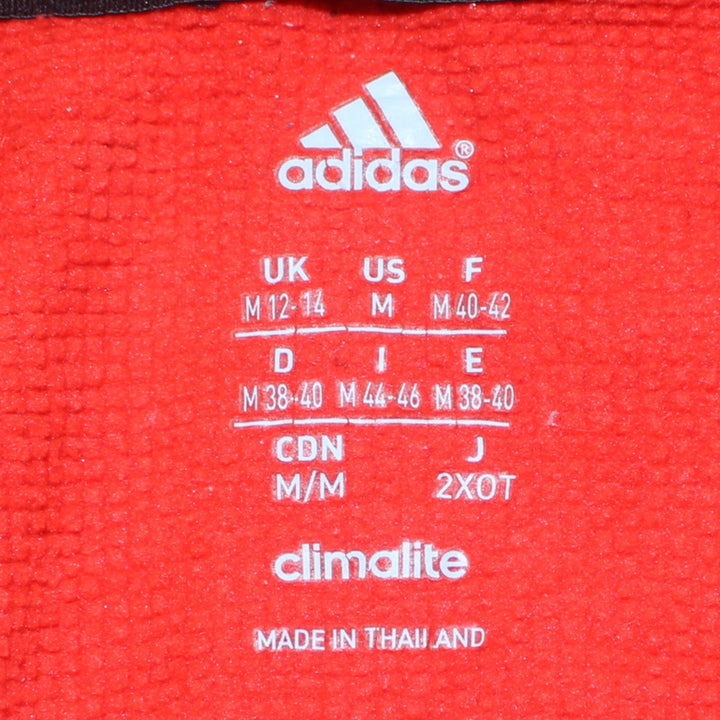 adidas®
UK US F
M 12-14 M M 40-42
D I E
M 38-40 M 44-46 M 38-40
CDN J
M/M 2XOT
climalite
MADE IN THAILAND